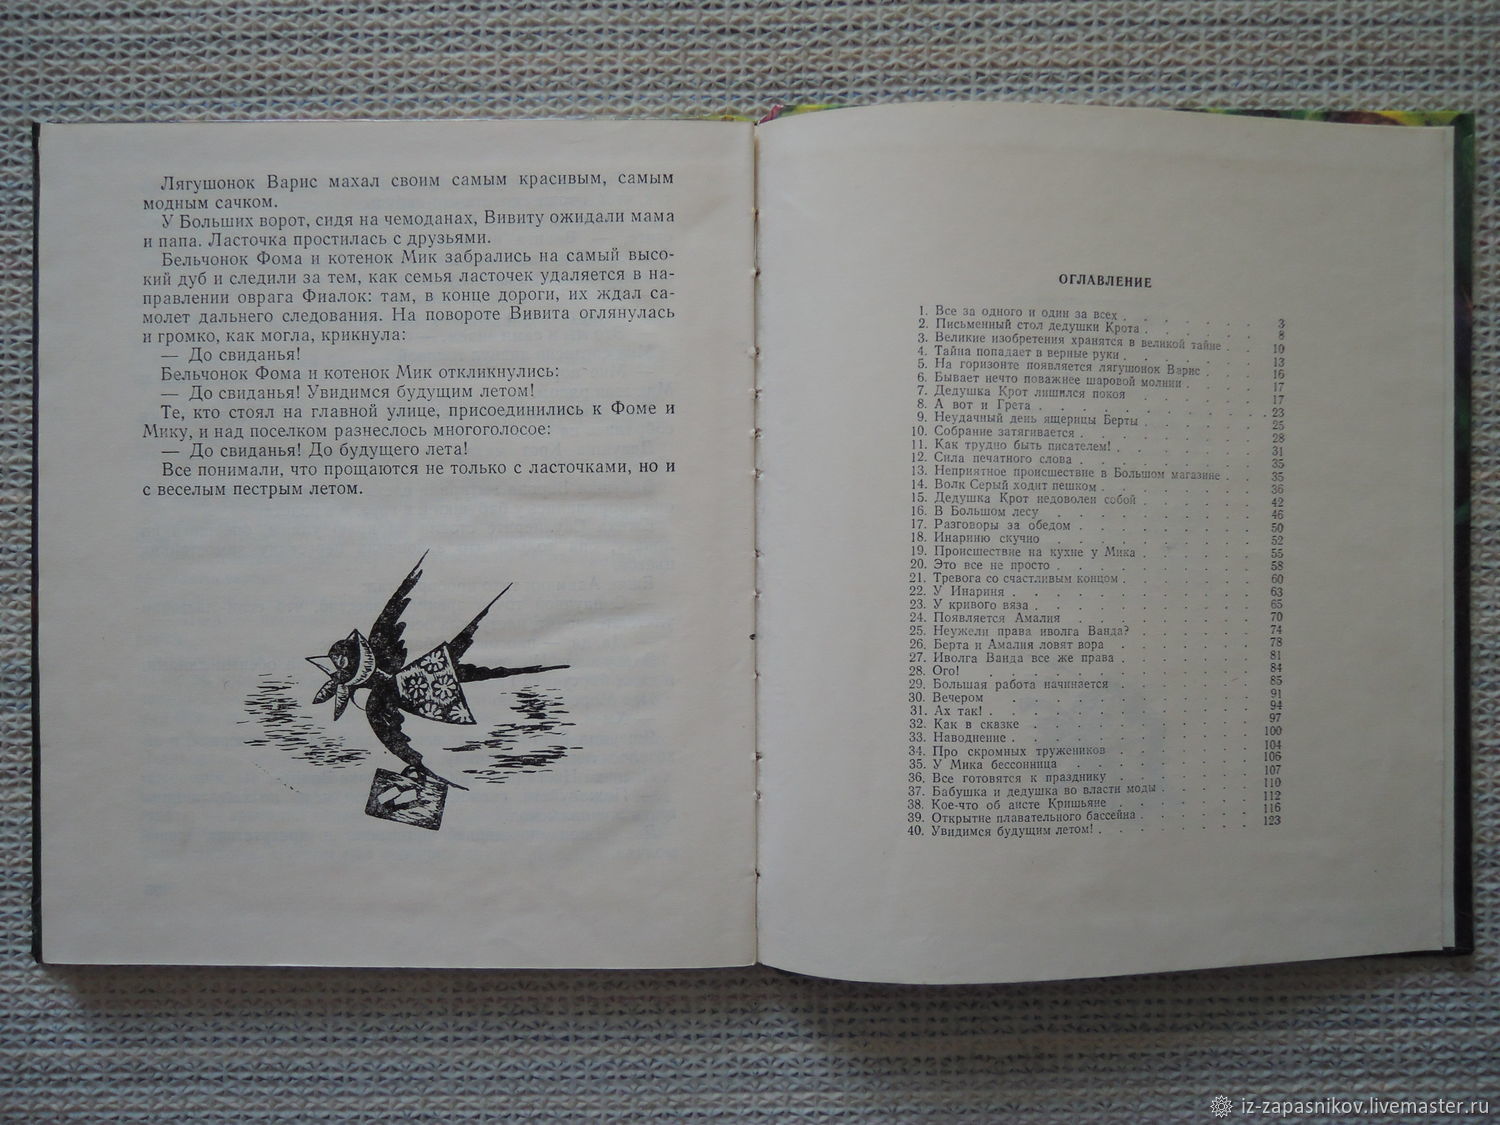 Лягушонок Варис махал своим самым красивым, самым
модным сачком.
У Больших ворот, сидя на чемоданах, Вивиту ожидали мама
и папа. Ласточка простилась с друзьями.
Бельчонок Фома и котенок Мик забрались на самый высо-
кий дуб и следили за тем, как семья ласточек удаляется в на-
правлении оврага Фиалок: там, в конце дороги, их ждал са-
молет дальнего следования. На повороте Вивита оглянулась
и громко, как могла, крикнула:
— До свиданья!
Бельчонок Фома и котенок Мик откликнулись:
— До свиданья! Увидимся будущим летом!
Те, кто стоял на главной улице, присоединились к Фоме и
Мику, и над поселком разнеслось многоголосое:
— До свиданья! До будущего лета!
Все понимали, что прощаются не только с ласточками, но и
с веселым пестрым летом.
ОГЛАВЛЕНИЕ
1. Все за одного и один за всех 3
2. Письменный стол дедушки Крота 8
3. Великие изобретения хранятся в великой тайне 10
4. Тайна попадает в верные руки 13
5. На горизонте появляется лягушонок Варис 16
6. Бывает нечто поважнее шаровой молнии 17
7. Дедушка Крот лишился покоя 17
8. А вот и Грета 23
9. Неудачный день ящерицы Берты 25
10. Собрание затягивается 28
11. Как трудно быть писателем! 31
12. Сила печатного слова 35
13. Неприятное происшествие в Большом магазине 35
14. Волк Серый ходит пешком 36
15. Дедушка Крот недоволен собой 42
16. В Большом лесу 46
17. Разговоры за обедом 50
18. Инариню скучно 52
19. Происшествие на кухне у Мика 55
20. Это все не просто 58
21. Тревога со счастливым концом 60
22. У Инариня 63
23. У кривого вяза 65
24. Появляется Амалия 70
25. Неужели права иволга Ванда? 74
26. Берта и Амалия ловят вора 78
27. Иволга Ванда все же права 81
28. Ого! 84
29. Большая работа начинается 85
30. Вечером 91
31. Ах так! 94
32. Как в сказке 97
33. Наводнение 100
34. Про скромных тружеников 104
35. У Мика бессонница 106
36. Все готовятся к празднику 107
37. Бабушка и дедушка во власти моды 110
38. Кое-что об аисте Кришьяне 112
39. Открытие плавательного бассейна 116
40. Увидимся будущим летом! 123
iz-zapasnikov.livemaster.ru